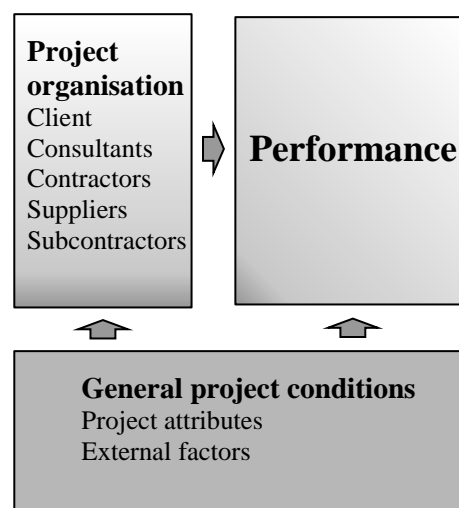 Project
organisation
Client
Consultants
Contractors
Suppliers
Subcontractors
Performance
General project conditions
Project attributes
External factors